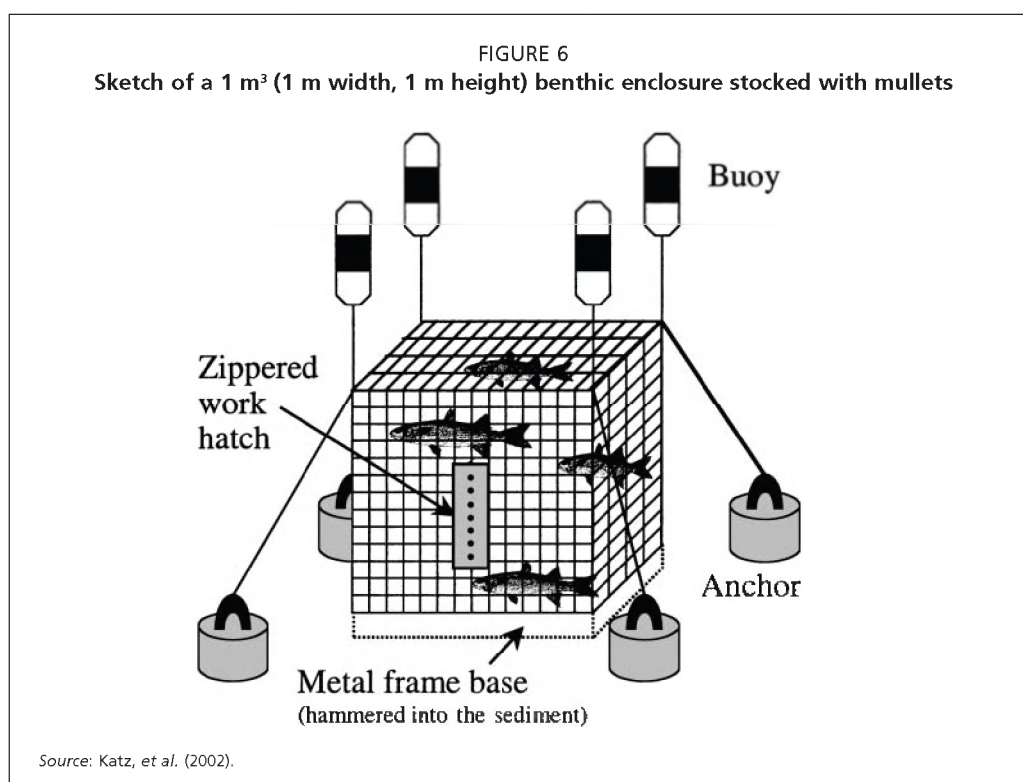 FIGURE 6
Sketch of a 1 m³ (1 m width, 1 m height) benthic enclosure stocked with mullets
Buoy
Zippered
work
hatch
Anchor
Metal frame base
(hammered into the sediment)
Source: Katz, et al. (2002).